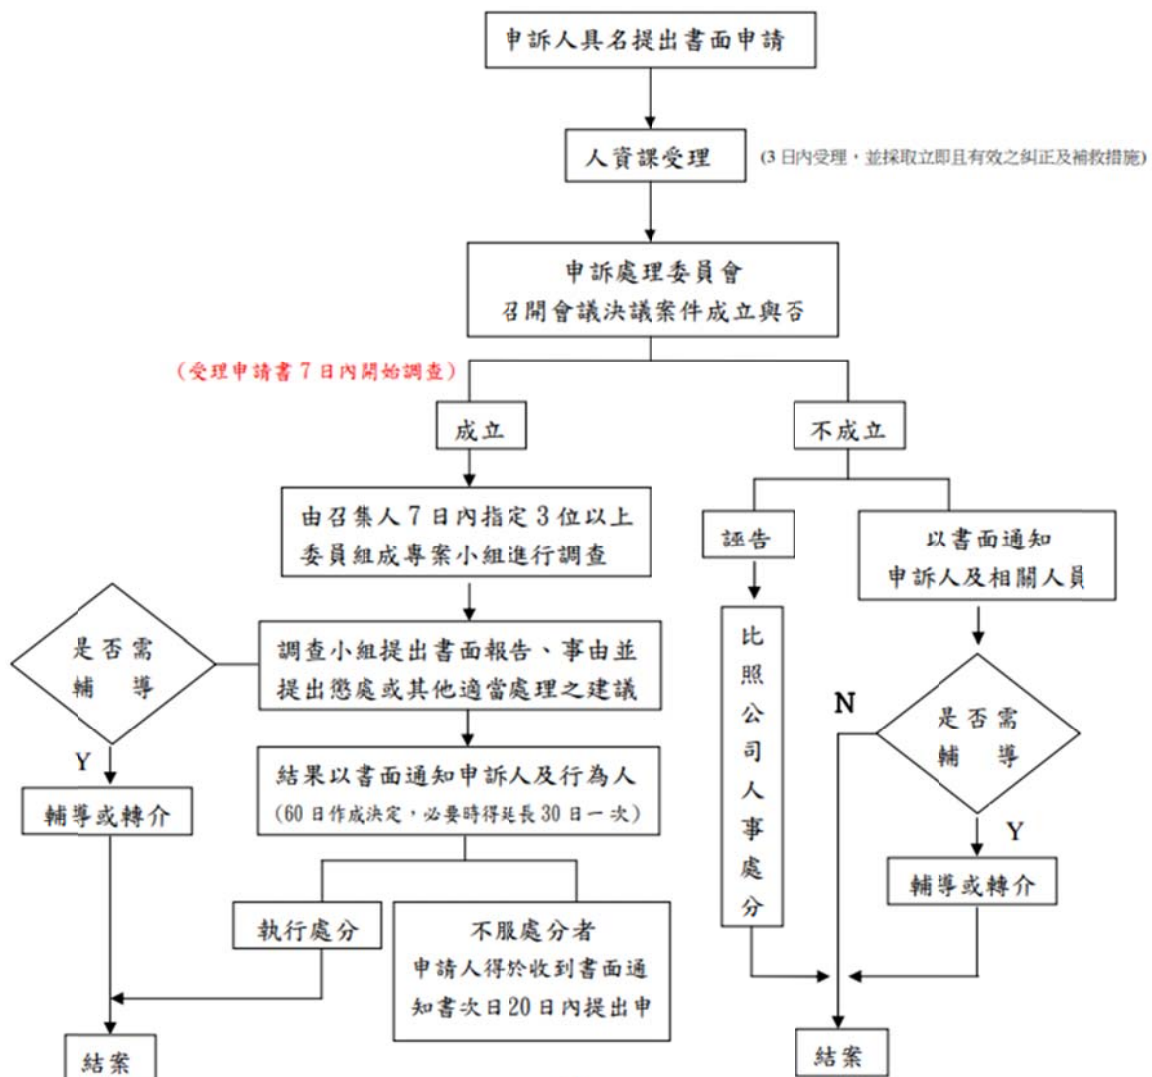 申訴人具名提出書面申請
人資課受理
(3 日內受理，並採取立即且有效之糾正及補救措施)
申訴處理委員會
召開會議決議案件成立與否
(受理申請書 7 日內開始調查)
成立
不成立
由召集人 7 日內指定 3 位以上
委員組成專案小組進行調查
誣告
以書面通知
申訴人及相關人員
是否需
輔 導
調查小組提出書面報告、事由並
提出懲處或其他適當處理之建議
比照公司人事處分
N
是否需
輔 導
Y
輔導或轉介
結果以書面通知申訴人及行為人
(60 日作成決定，必要時得延長 30 日一次)
Y
輔導或轉介
執行處分
不服處分者
申請人得於收到書面通
知書次日 20 日內提出申
結案
結案